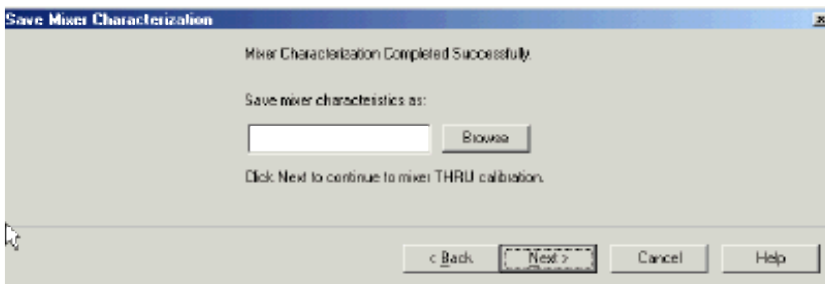 Save Mixer Characterization
Mixer Characterization Completed Successfully.
Save mixer characteristics as:
Browse
Click Next to continue to mixer THRU calibration.
< Back
Next >
Cancel
Help